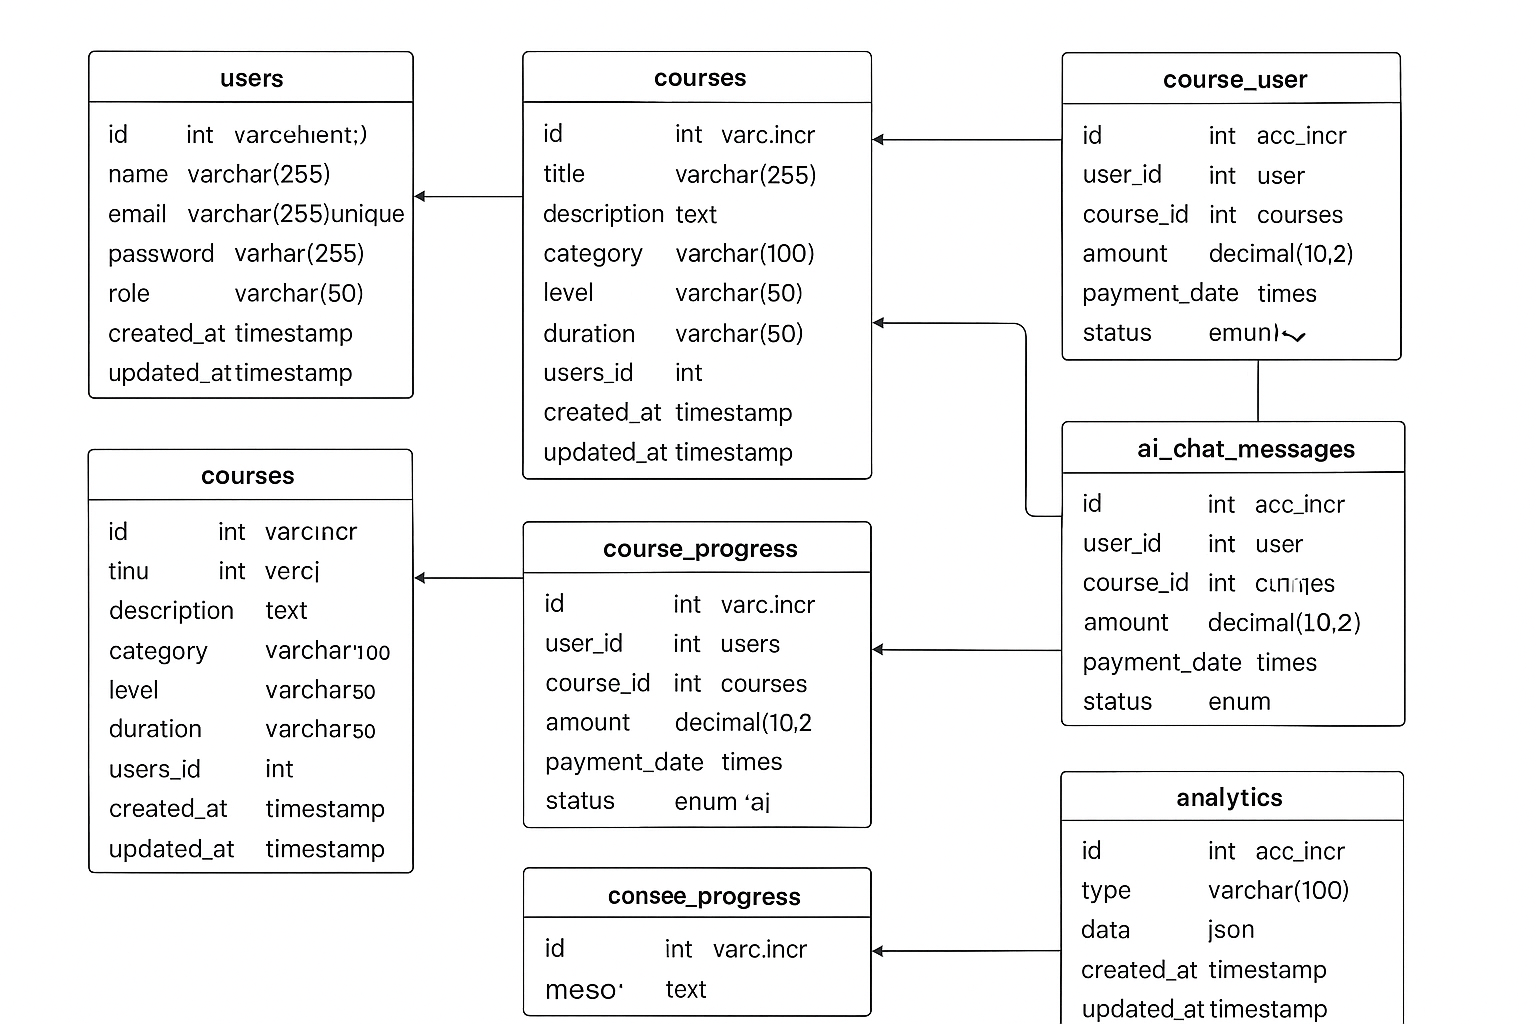 users
id int
name varchar(255)
email varchar(255)unique
password varhar(255)
role varchar(50)
created_at timestamp
updated_at timestamp
courses
id int varc.incr
title varchar(255)
description text
category varchar(100)
level varchar(50)
duration varchar(50)
users_id int
created_at timestamp
updated_at timestamp
course_user
id int acc_incr
user_id int user
course_id int courses
amount decimal(10,2)
payment_date times
status
courses
id int varcincr
tinu int
description text
category varchar'100
level varchar50
duration varchar50
users_id int
created_at timestamp
updated_at timestamp
course_progress
id int varc.incr
user_id int users
course_id int courses
amount decimal(10,2
payment_date times
status enum
ai_chat_messages
id int acc_incr
user_id int user
course_id int
amount decimal(10,2)
payment_date times
status enum
consee_progress
id int varc.incr
meso' text
analytics
id int acc_incr
type varchar(100)
data json
created_at timestamp
updated_at timestamp